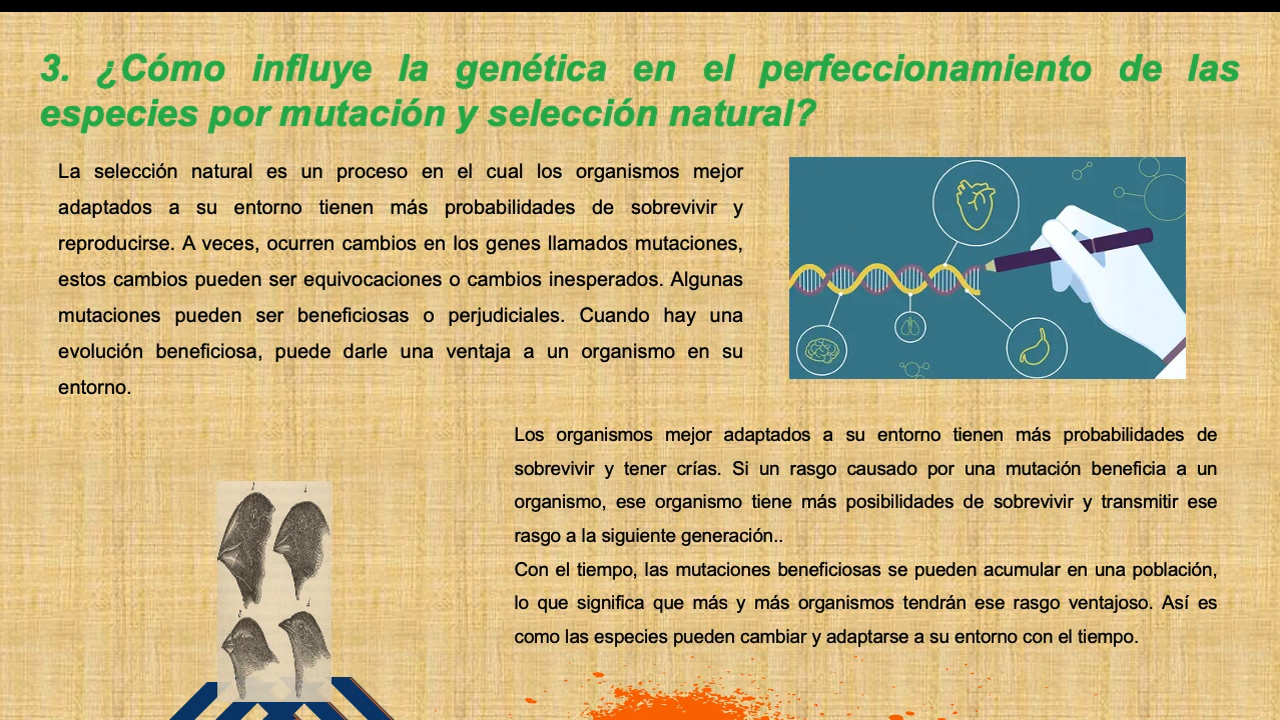 3. ¿Cómo influye la genética en el perfeccionamiento de las
especies por mutación y selección natural?
La selección natural es un proceso en el cual los organismos mejor
adaptados a su entorno tienen más probabilidades de sobrevivir y
reproducirse. A veces, ocurren cambios en los genes llamados mutaciones,
estos cambios pueden ser equivocaciones o cambios inesperados. Algunas
mutaciones pueden ser beneficiosas o perjudiciales. Cuando hay una
evolución beneficiosa, puede darle una ventaja a un organismo en su
entorno.
Los organismos mejor adaptados a su entorno tienen más probabilidades de
sobrevivir y tener crías. Si un rasgo causado por una mutación beneficia a un
organismo, ese organismo tiene más posibilidades de sobrevivir y transmitir ese
rasgo a la siguiente generación..
Con el tiempo, las mutaciones beneficiosas se pueden acumular en una población,
lo que significa que más y más organismos tendrán ese rasgo ventajoso. Así es
como las especies pueden cambiar y adaptarse a su entorno con el tiempo.